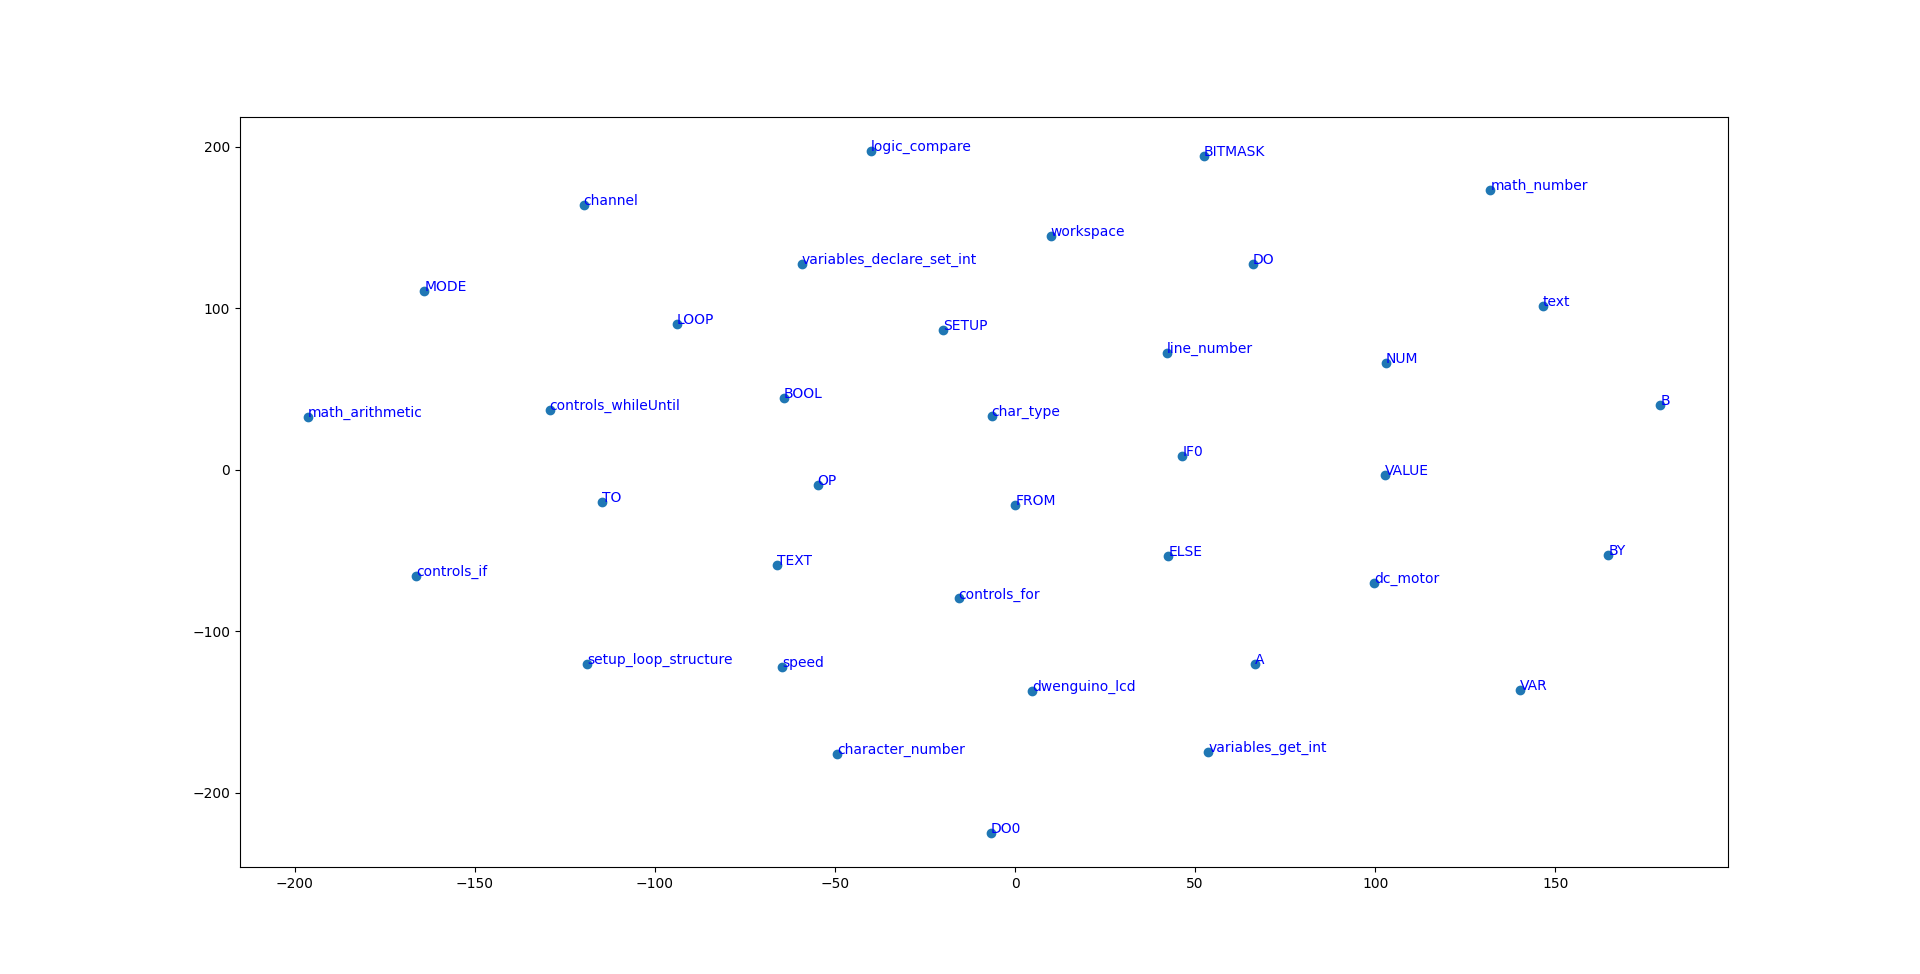 logic_compare
BITMASK
math_number
channel
workspace
variables_declare_set_int
DO
MODE
text
LOOP
SETUP
line_number
NUM
BOOL
B
controls_whileUntil
char_type
math_arithmetic
IF0
VALUE
OP
TO
FROM
ELSE
BY
TEXT
controls_if
dc_motor
controls_for
setup_loop_structure
speed
A
dwenguino_lcd
VAR
character_number
variables_get_int
DO0
200
100
0
−100
−200
−200 −150 −100 −50 0 50 100 150